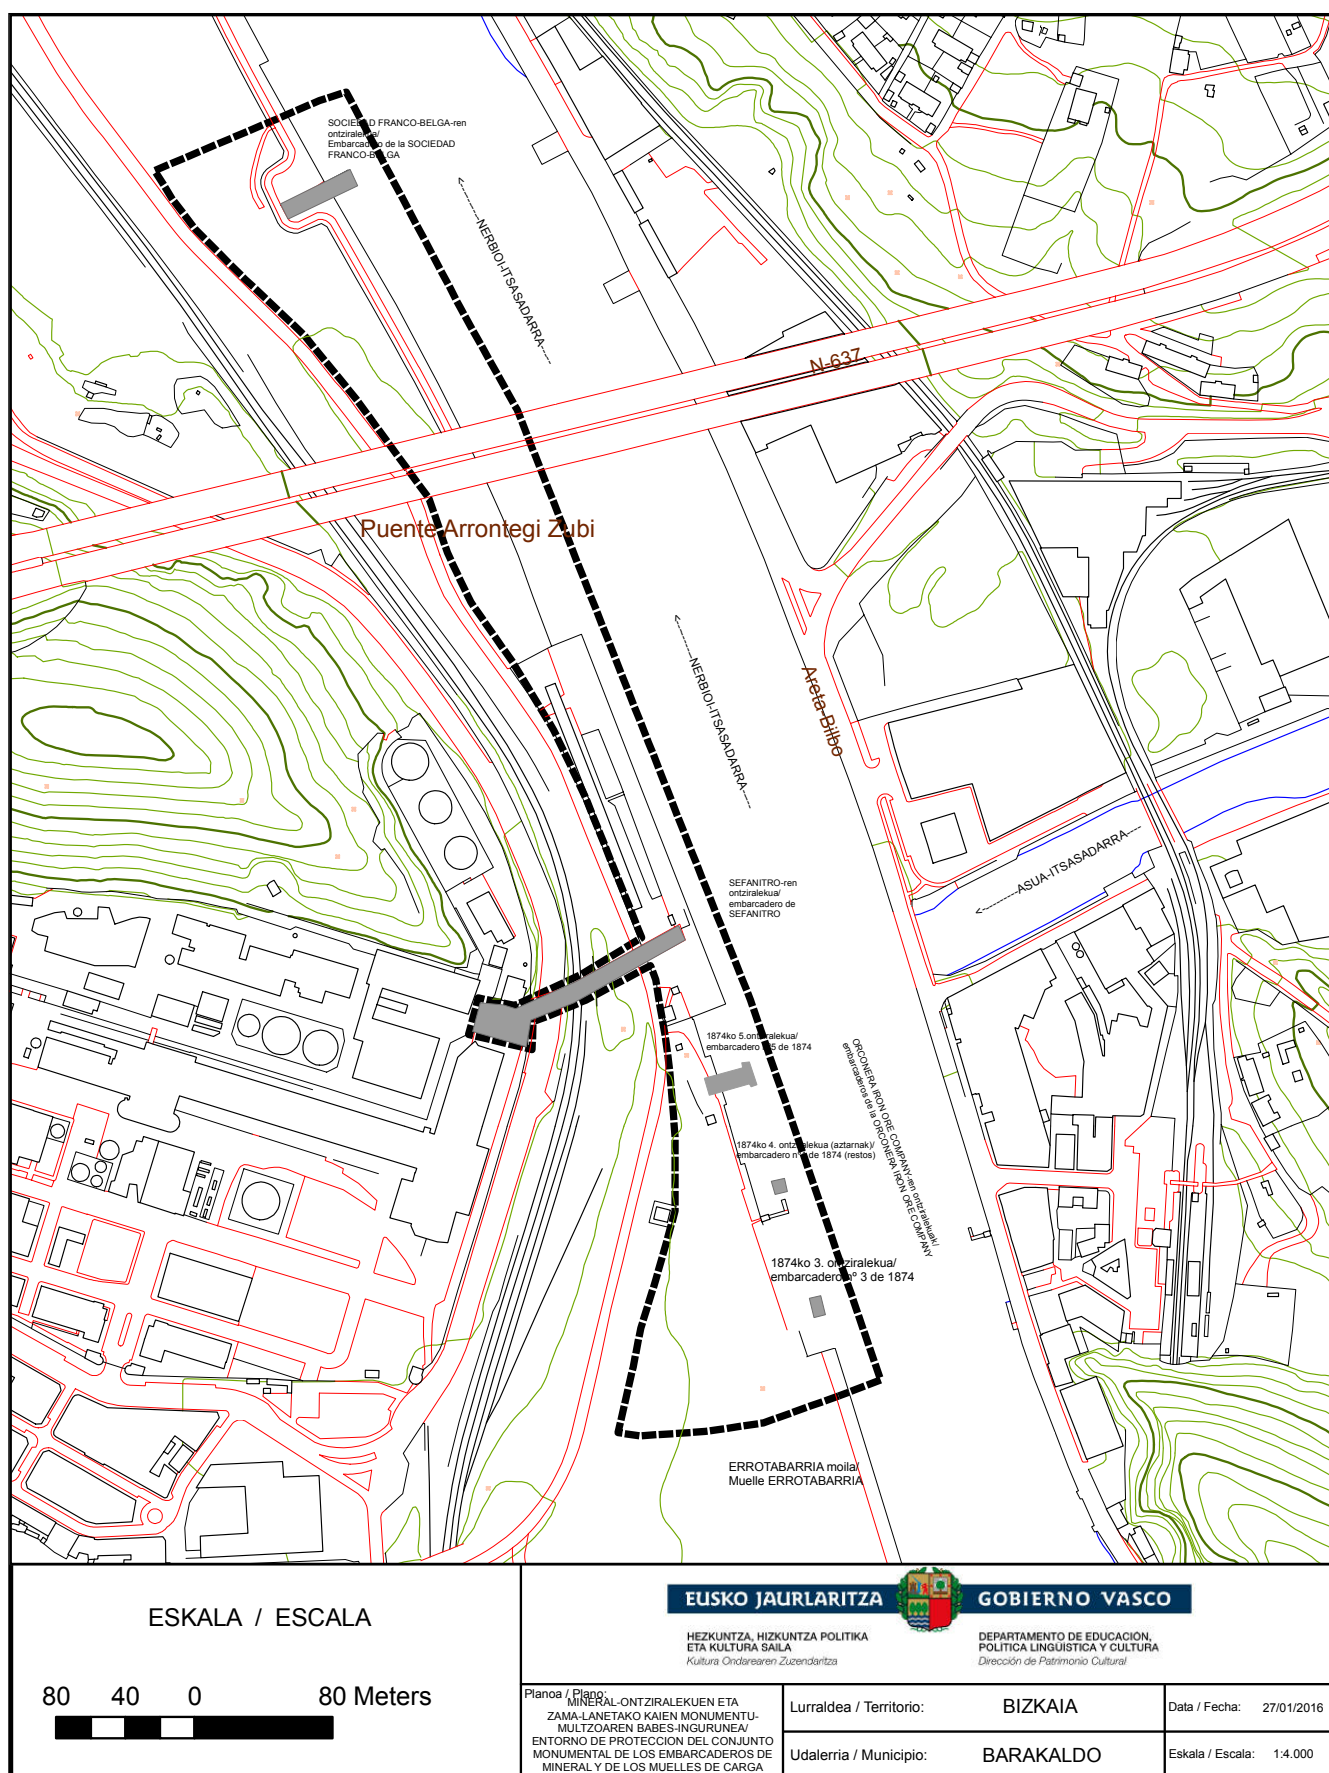 SOCIEDAD FRANCO-BELGA-ren
ontziralekua/
Embarcadero de la SOCIEDAD
FRANCO-BELGA
<--------NERBIOI-ITSASADARRA-----
N-637
Puente Arrontegi Zubi
<--------NERBIOI-ITSASADARRA-----
Areta-Bilbo
<--------ASUA-ITSASADARRA----
SEFANITRO-ren
ontziralekua/
embarcadero de
SEFANITRO
1874ko 5.ontziralekua/
embarcadero nº5 de 1874
ORCONERA IRON ORE COMPANY-ren ontziralekuak/
embarcaderos de la ORCONERA IRON ORE COMPANY
1874ko 4. ontziralekua (aztarnak)/
embarcadero nº4 de 1874 (restos)
1874ko 3. ontziralekua/
embarcadero nº 3 de 1874
ERROTABARRIA moila/
Muelle ERROTABARRIA
ESKALA / ESCALA
80 40 0 80 Meters
EUSKO JAURLARITZA GOBIERNO VASCO
HEZKUNTZA, HIZKUNTZA POLITIKA
ETA KULTURA SAILA
Kultura Ondarearen Zuzendaritza
DEPARTAMENTO DE EDUCACIÓN,
POLÍTICA LINGÜÍSTICA Y CULTURA
Dirección de Patrimonio Cultural
Planoa / Plano:
MINERAL-ONTZIRALEKUEN ETA
ZAMA-LANETAKO KAIEN MONUMENTU-
MULTZOAREN BABES-INGURUNEA/
ENTORNO DE PROTECCION DEL CONJUNTO
MONUMENTAL DE LOS EMBARCADEROS DE
MINERAL Y DE LOS MUELLES DE CARGA
Lurraldea / Territorio: BIZKAIA
Data / Fecha: 27/01/2016
Udalerria / Municipio: BARAKALDO
Eskala / Escala: 1:4.000